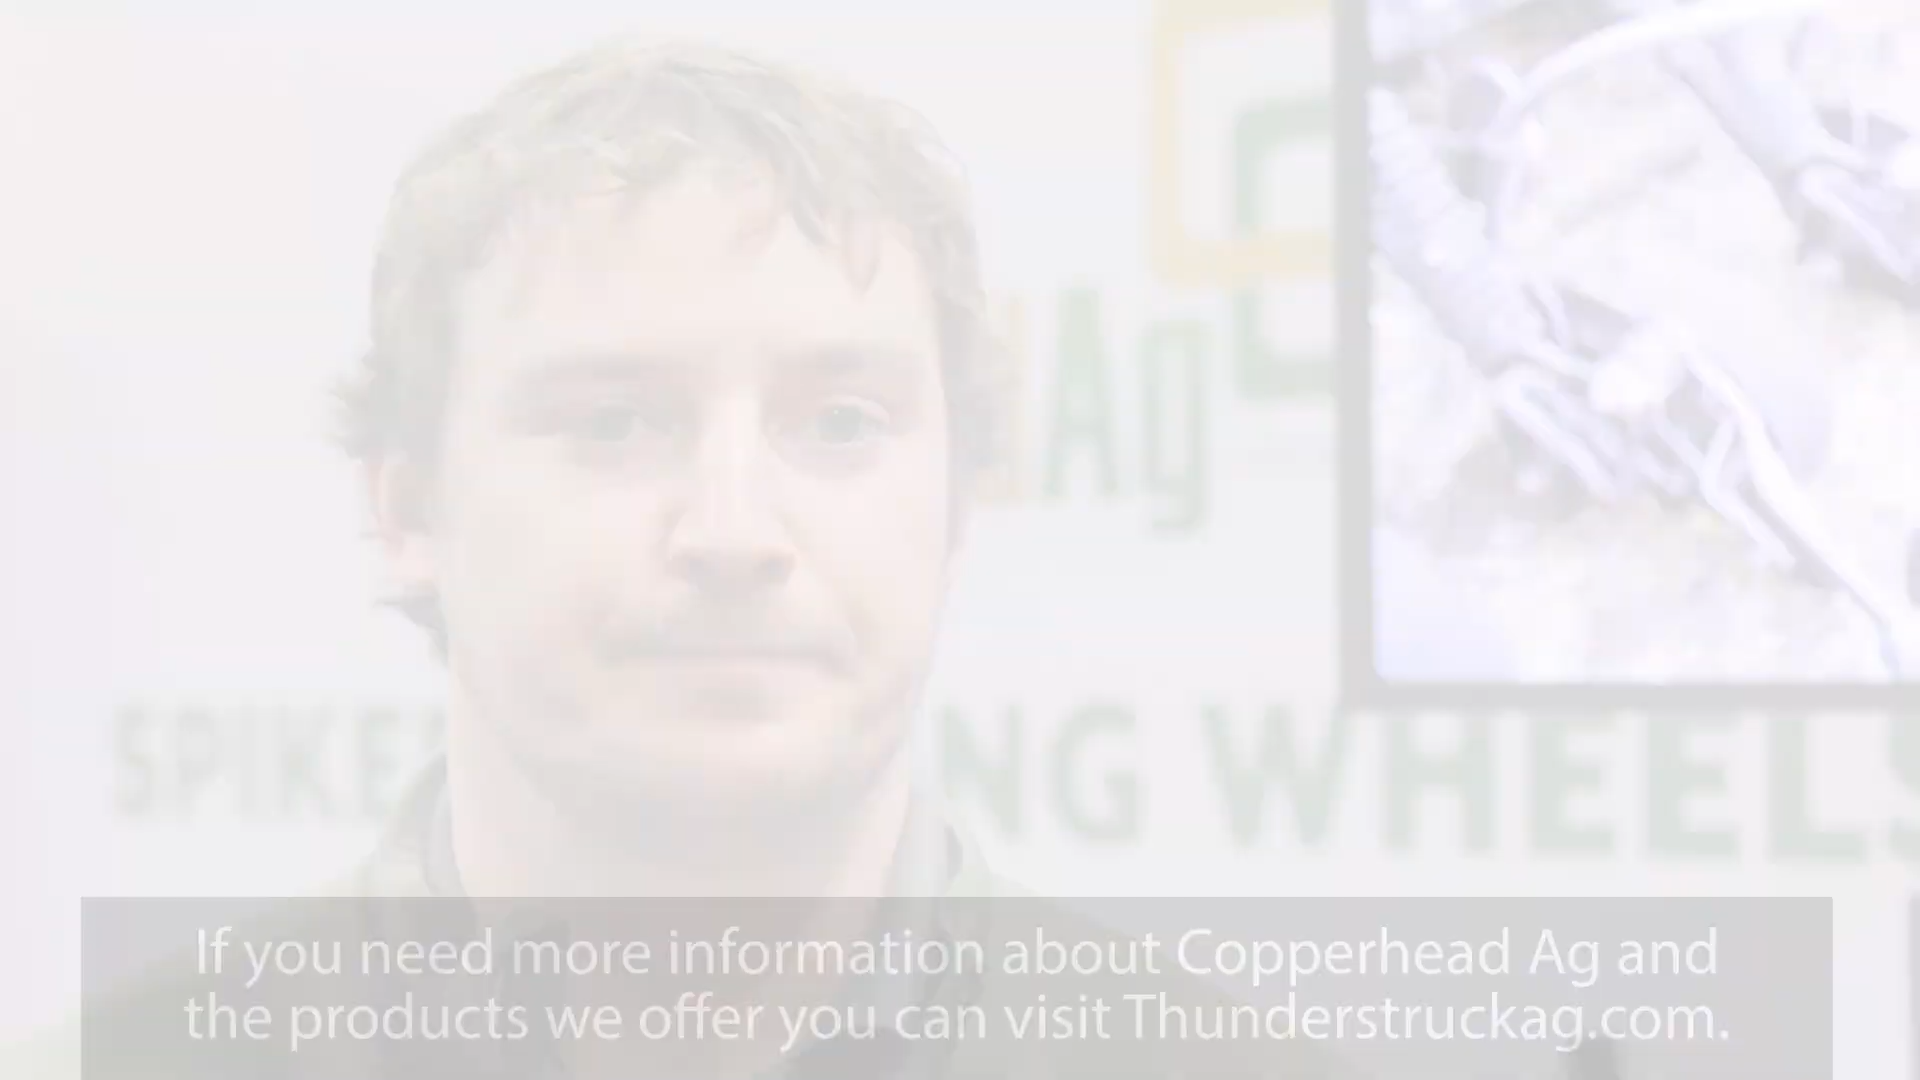 Ag
SPIKE NG WHEELS
If you need more information about Copperhead Ag and
the products we offer you can visit Thunderstruckag.com.